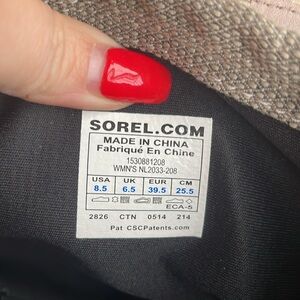 SOREL.COM
MADE IN CHINA
Fabriqué En Chine
1530881208
WMN'S NL2033-208
USA EUR UK CM
8.5 6.5 39.5 25.5
ECA-5
2826 CTN 0514 214
Pat CSCPatents.com